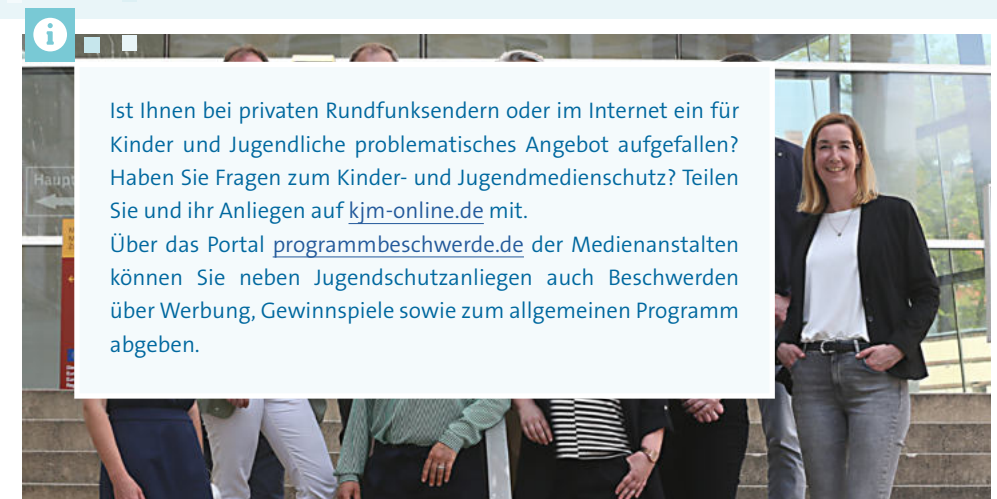 Ist Ihnen bei privaten Rundfunksendern oder im Internet ein für
Kinder und Jugendliche problematisches Angebot aufgefallen?
Haben Sie Fragen zum Kinder- und Jugendmedienschutz? Teilen
Sie und ihr Anliegen auf kjm-online.de mit.
Über das Portal programmbeschwerde.de der Medienanstalten
können Sie neben Jugendschutzanliegen auch Beschwerden
über Werbung, Gewinnspiele sowie zum allgemeinen Programm
abgeben.
Haupt